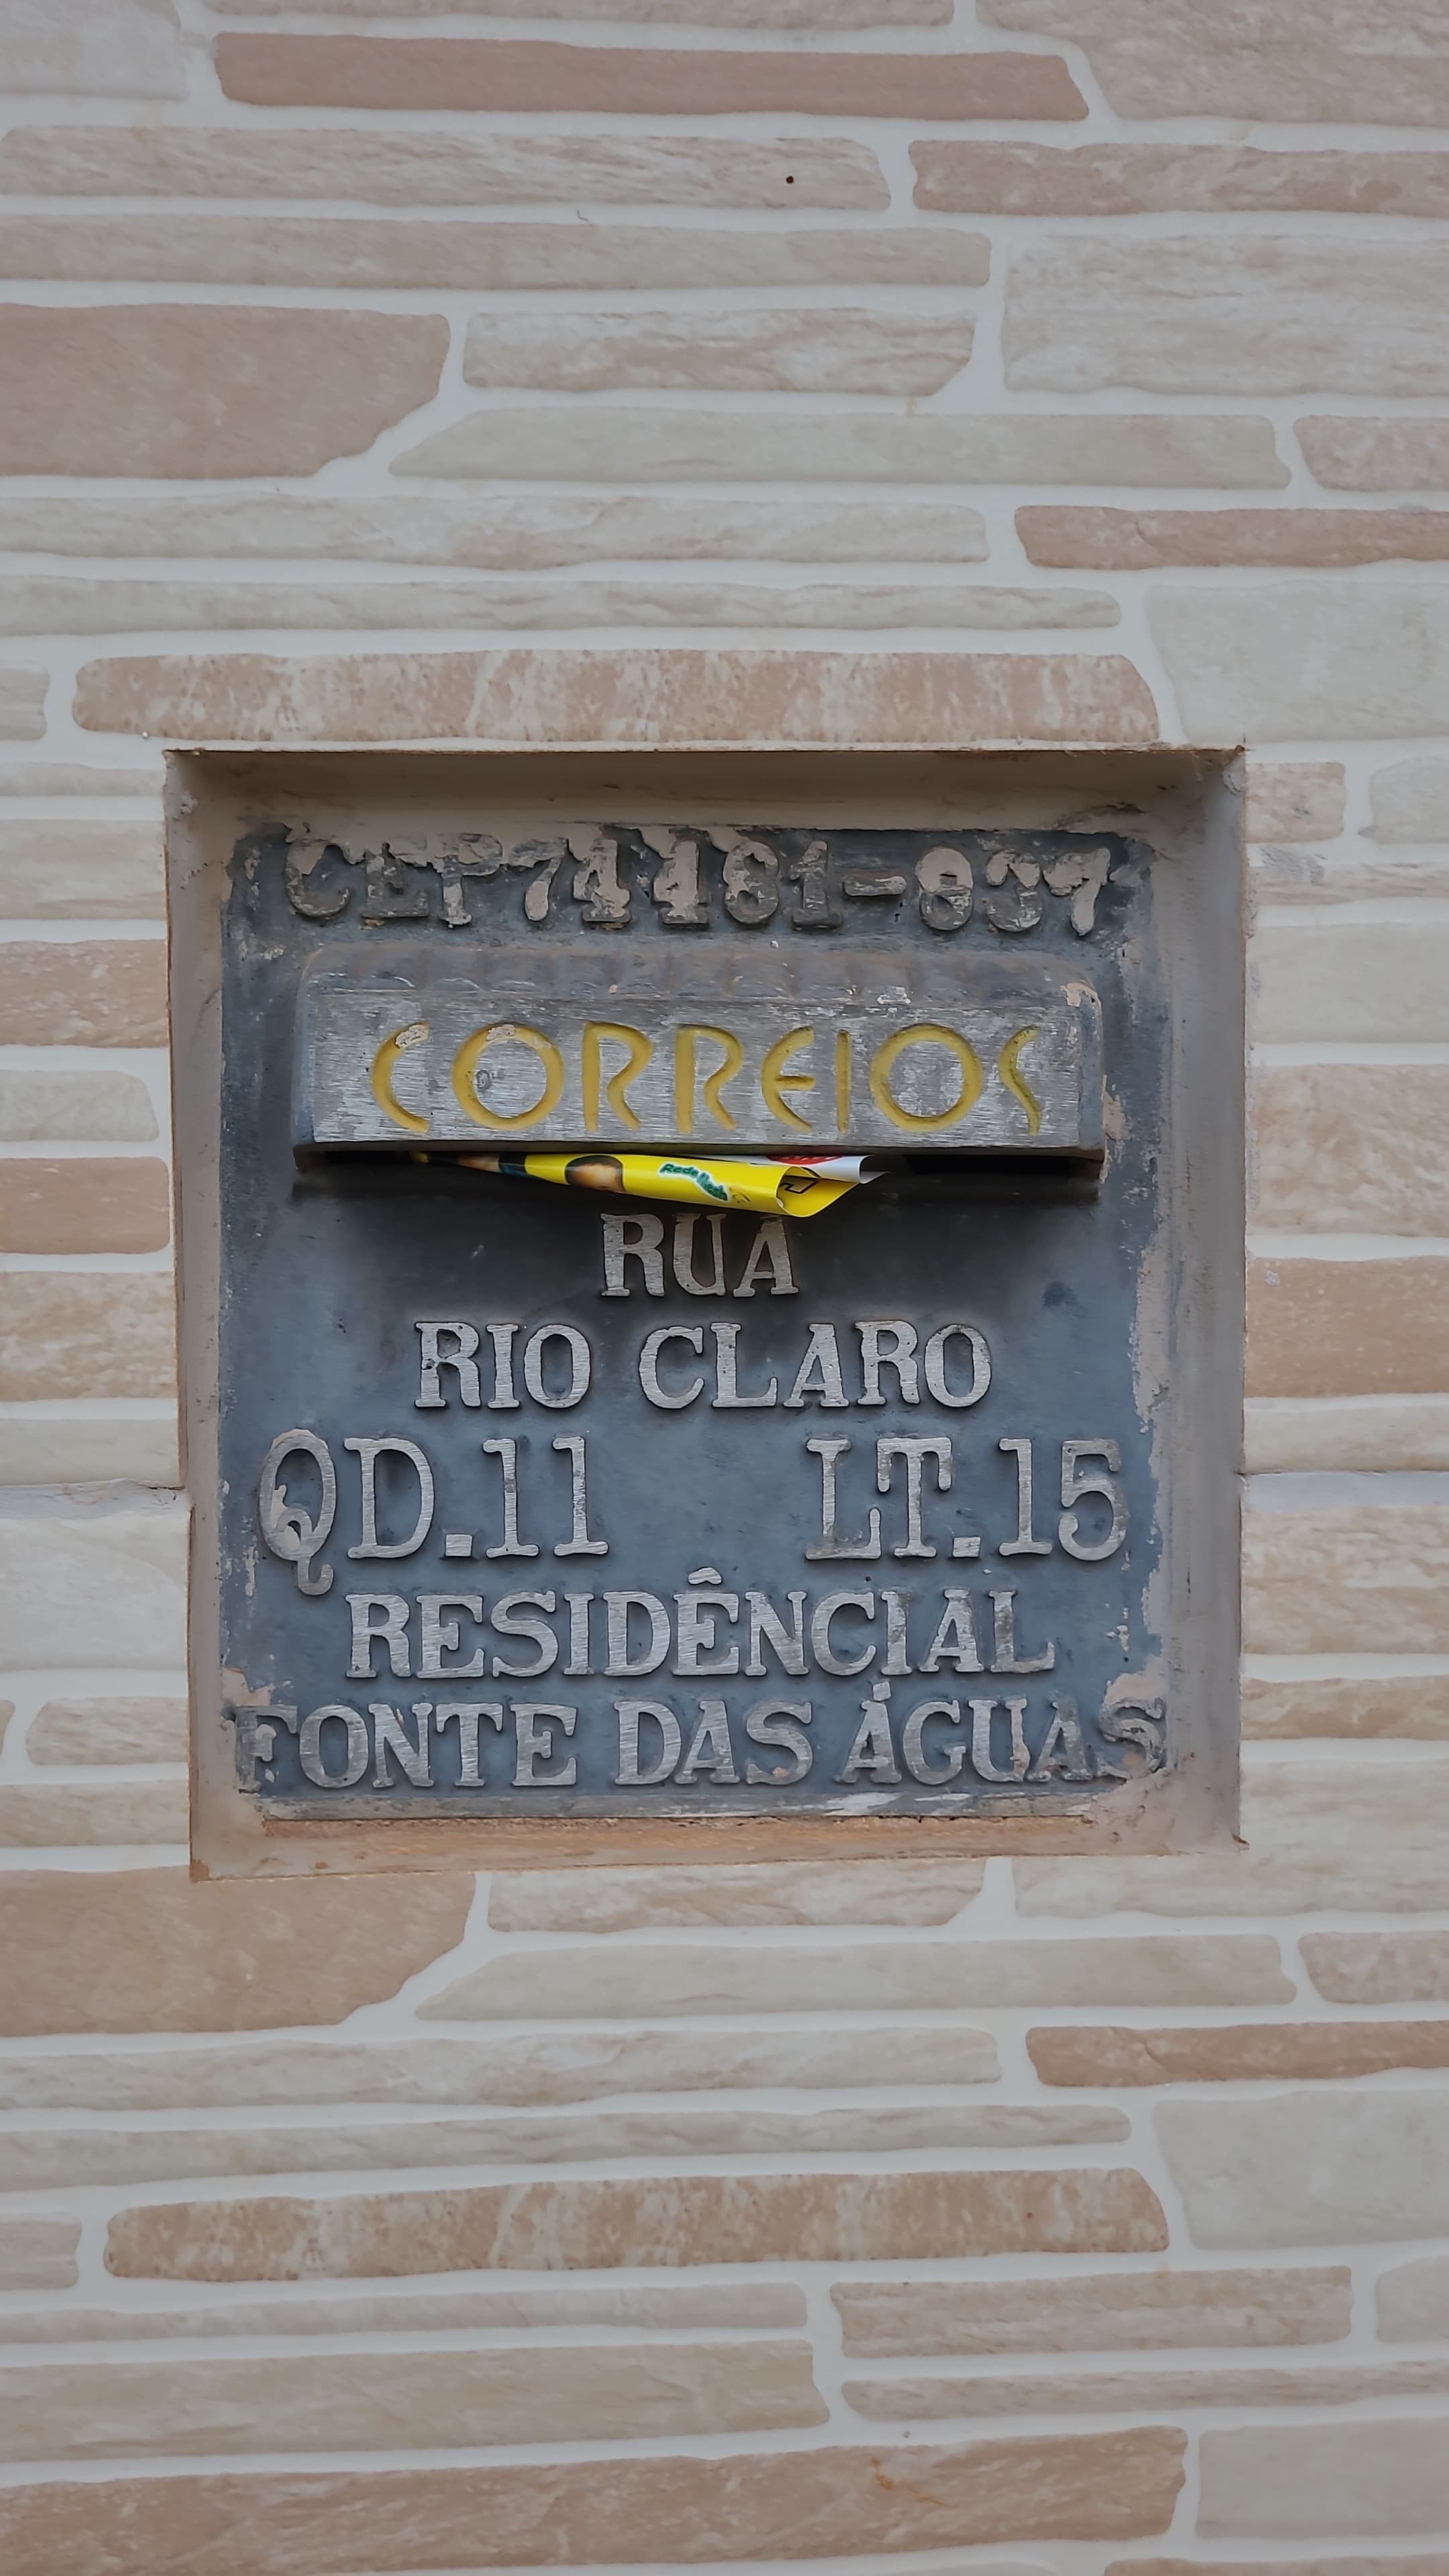 CEP74481-837
CORREIOS
RUA
RIO CLARO
QD.11 LT.15
RESIDÊNCIAL
FONTE DAS ÁGUAS